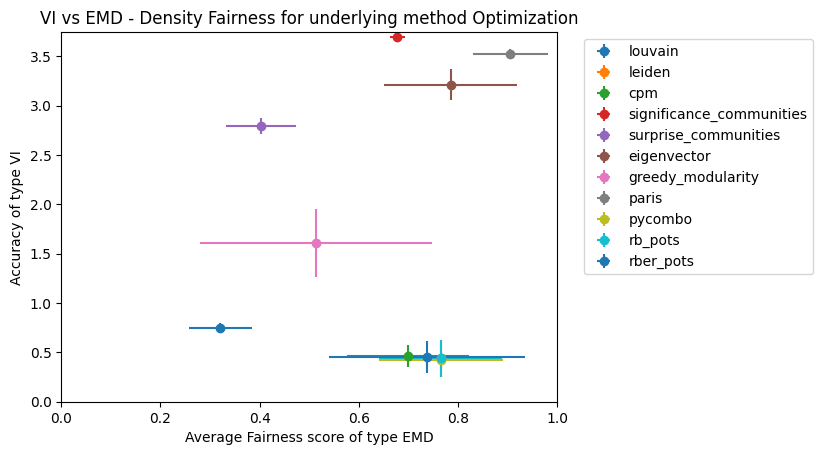 VI vs EMD - Density Fairness for underlying method Optimization
3.5
3.0
2.5
2.0
1.5
1.0
0.5
0.0
Accuracy of type VI
0.0 0.2 0.4 0.6 0.8 1.0
Average Fairness score of type EMD
louvain
leiden
cpm
significance_communities
surprise_communities
eigenvector
greedy_modularity
paris
pycombo
rb_pots
rber_pots